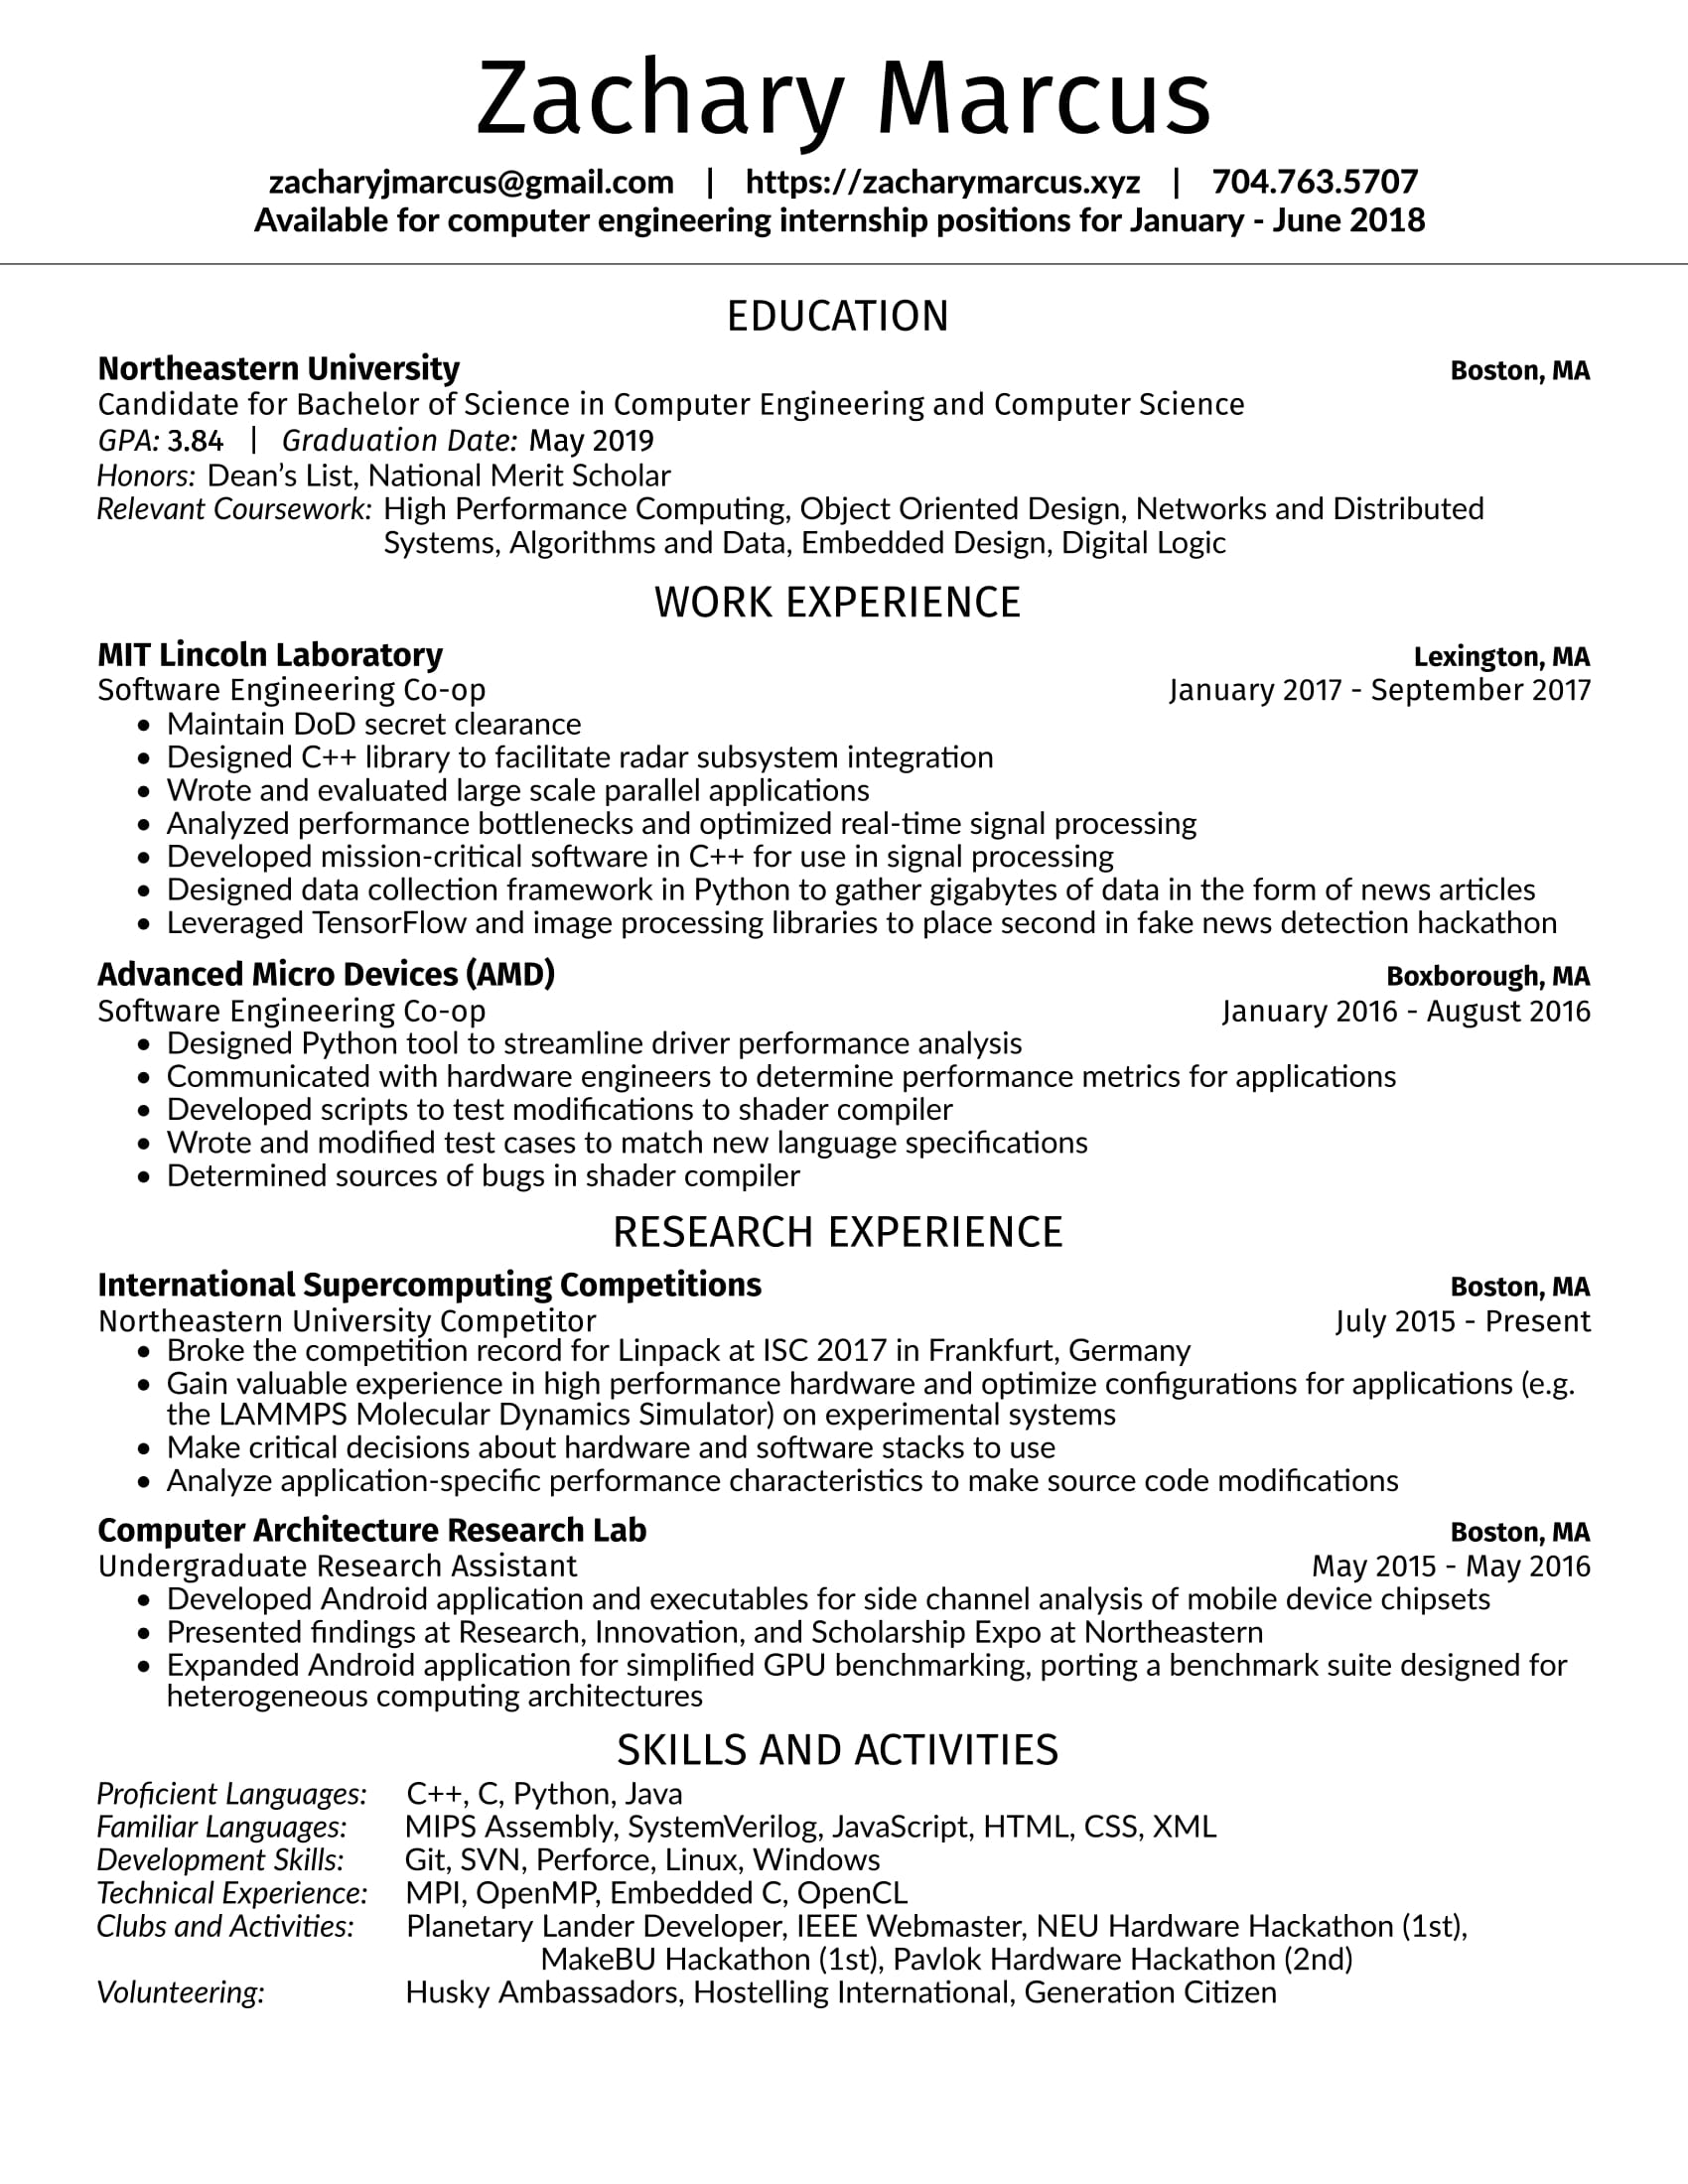 Zachary Marcus
zacharyjmarcus@gmail.com | https://zacharymarcus.xyz | 704.763.5707
Available for computer engineering internship positions for January - June 2018
EDUCATION
Northeastern University Boston, MA
Candidate for Bachelor of Science in Computer Engineering and Computer Science
GPA: 3.84 | Graduation Date: May 2019
Honors: Dean’s List, National Merit Scholar
Relevant Coursework: High Performance Computing, Object Oriented Design, Networks and Distributed
Systems, Algorithms and Data, Embedded Design, Digital Logic
WORK EXPERIENCE
MIT Lincoln Laboratory Lexington, MA
Software Engineering Co-op January 2017 - September 2017
• Maintain DoD secret clearance
• Designed C++ library to facilitate radar subsystem integration
• Wrote and evaluated large scale parallel applications
• Analyzed performance bottlenecks and optimized real-time signal processing
• Developed mission-critical software in C++ for use in signal processing
• Designed data collection framework in Python to gather gigabytes of data in the form of news articles
• Leveraged TensorFlow and image processing libraries to place second in fake news detection hackathon
Advanced Micro Devices (AMD) Boxborough, MA
Software Engineering Co-op January 2016 - August 2016
• Designed Python tool to streamline driver performance analysis
• Communicated with hardware engineers to determine performance metrics for applications
• Developed scripts to test modifications to shader compiler
• Wrote and modified test cases to match new language specifications
• Determined sources of bugs in shader compiler
RESEARCH EXPERIENCE
International Supercomputing Competitions Boston, MA
Northeastern University Competitor July 2015 - Present
• Broke the competition record for Linpack at ISC 2017 in Frankfurt, Germany
• Gain valuable experience in high performance hardware and optimize configurations for applications (e.g.
the LAMMPS Molecular Dynamics Simulator) on experimental systems
• Make critical decisions about hardware and software stacks to use
• Analyze application-specific performance characteristics to make source code modifications
Computer Architecture Research Lab Boston, MA
Undergraduate Research Assistant May 2015 - May 2016
• Developed Android application and executables for side channel analysis of mobile device chipsets
• Presented findings at Research, Innovation, and Scholarship Expo at Northeastern
• Expanded Android application for simplified GPU benchmarking, porting a benchmark suite designed for
heterogeneous computing architectures
SKILLS AND ACTIVITIES
Proficient Languages: C++, C, Python, Java
Familiar Languages: MIPS Assembly, SystemVerilog, JavaScript, HTML, CSS, XML
Development Skills: Git, SVN, Perforce, Linux, Windows
Technical Experience: MPI, OpenMP, Embedded C, OpenCL
Clubs and Activities: Planetary Lander Developer, IEEE Webmaster, NEU Hardware Hackathon (1st),
MakeBU Hackathon (1st), Pavlok Hardware Hackathon (2nd)
Volunteering: Husky Ambassadors, Hostelling International, Generation Citizen